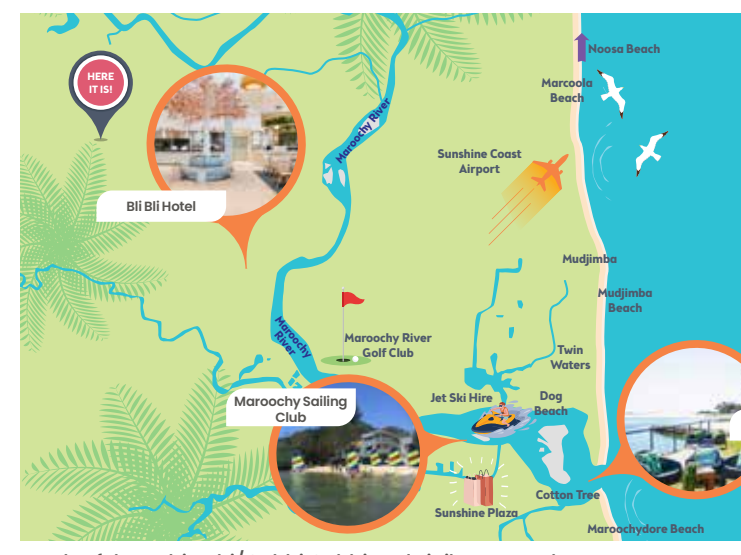 HERE
IT IS!
Noosa Beach
Marcoola
Beach
Maroochy River
Sunshine Coast
Airport
Bli Bli Hotel
Mudjimba
Mudjimba
Beach
Maroochy
River
Maroochy River
Golf Club
Twin
Waters
Maroochy Sailing
Club
Jet Ski Hire
Dog
Beach
Cotton Tree
Sunshine Plaza
Maroochydore Beach